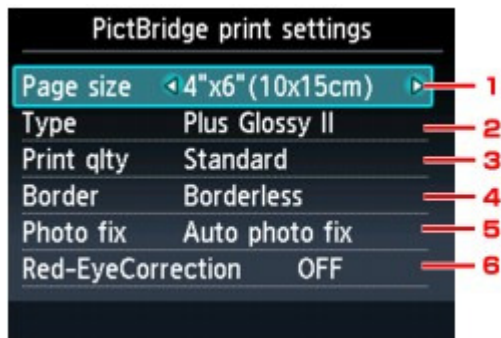 PictBridge print settings
Page size 4"x6"(10x15cm) 1
Type Plus Glossy II 2
Print qlty Standard 3
Border Borderless 4
Photo fix Auto photo fix 5
Red-EyeCorrection OFF 6